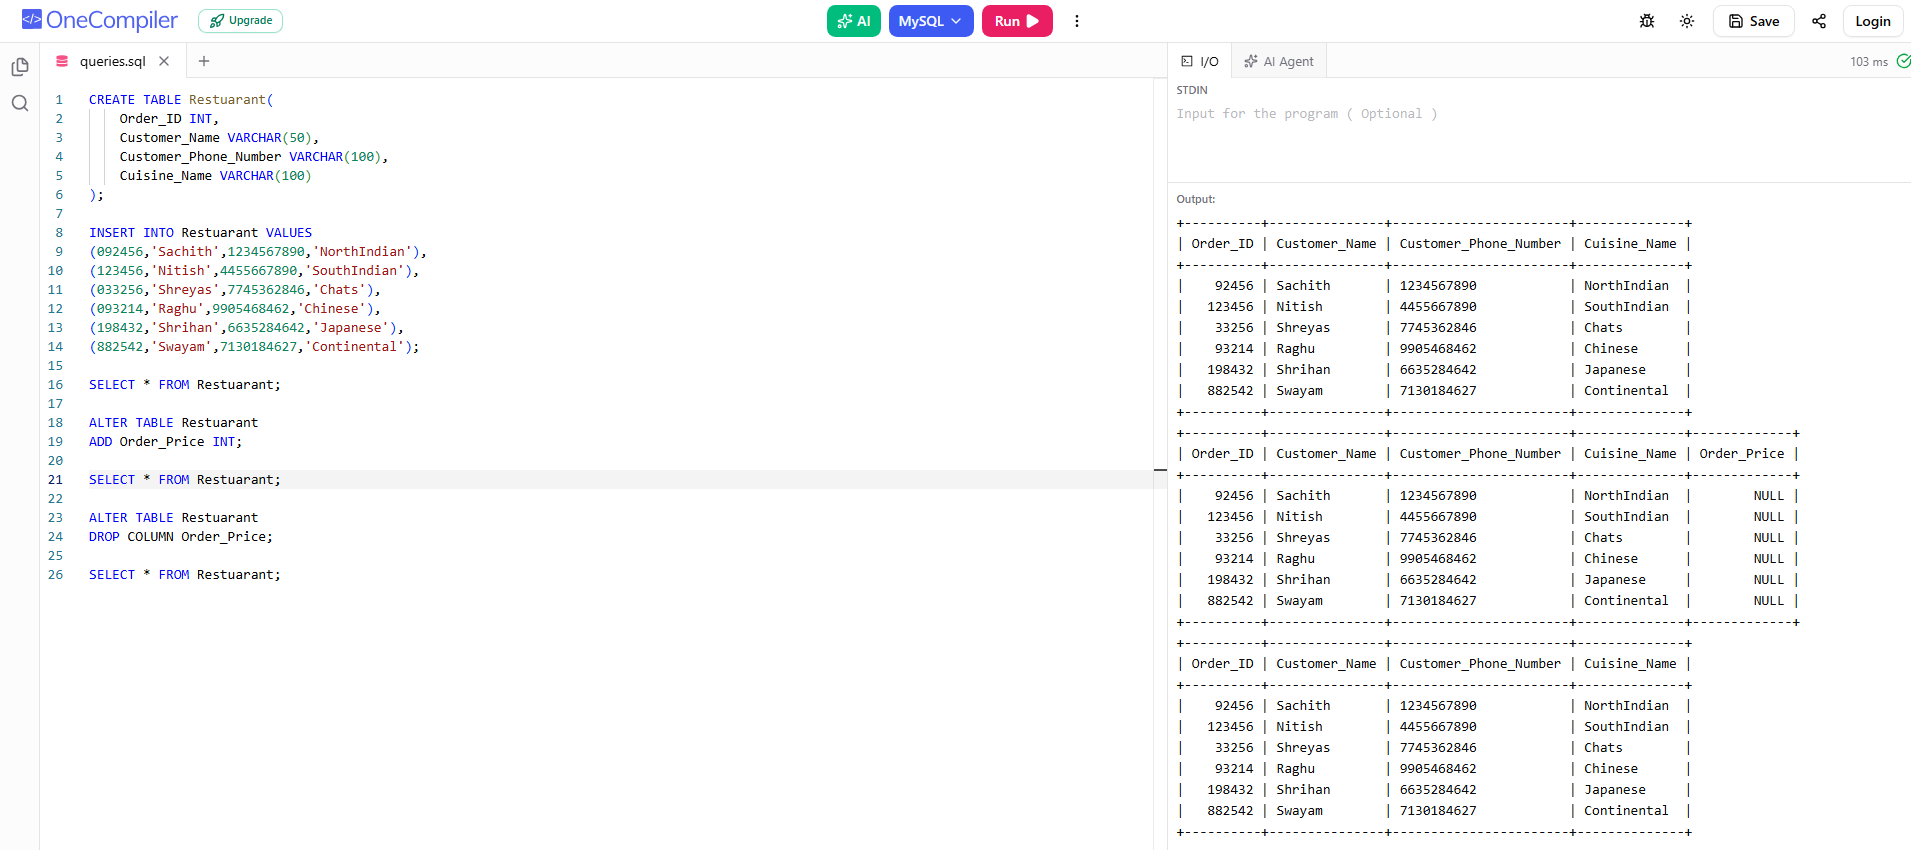 OneCompiler
Upgrade
AI
MySQL
Run
Save
Login
queries.sql
I/O
AI Agent
103 ms
1 CREATE TABLE Restuarant(
2     Order_ID INT,
3     Customer_Name VARCHAR(50),
4     Customer_Phone_Number VARCHAR(100),
5     Cuisine_Name VARCHAR(100)
6 );
7
8 INSERT INTO Restuarant VALUES
9 (092456,'Sachith',1234567890,'NorthIndian'),
10 (123456,'Nitish',4455667890,'SouthIndian'),
11 (033256,'Shreyas',7745362846,'Chats'),
12 (093214,'Raghu',9905468462,'Chinese'),
13 (198432,'Shrihan',6635284642,'Japanese'),
14 (882542,'Swayam',7130184627,'Continental');
15
16 SELECT * FROM Restuarant;
17
18 ALTER TABLE Restuarant
19 ADD Order_Price INT;
20
21 SELECT * FROM Restuarant;
22
23 ALTER TABLE Restuarant
24 DROP COLUMN Order_Price;
25
26 SELECT * FROM Restuarant;
STDIN
Input for the program ( Optional )
Output:
+----------+---------------+-----------------------+--------------+
| Order_ID | Customer_Name | Customer_Phone_Number | Cuisine_Name |
+----------+---------------+-----------------------+--------------+
|    92456 | Sachith       | 1234567890            | NorthIndian  |
|   123456 | Nitish        | 4455667890            | SouthIndian  |
|    33256 | Shreyas       | 7745362846            | Chats        |
|    93214 | Raghu         | 9905468462            | Chinese      |
|   198432 | Shrihan       | 6635284642            | Japanese     |
|   882542 | Swayam        | 7130184627            | Continental  |
+----------+---------------+-----------------------+--------------+
+----------+---------------+-----------------------+--------------+-------------+
| Order_ID | Customer_Name | Customer_Phone_Number | Cuisine_Name | Order_Price |
+----------+---------------+-----------------------+--------------+-------------+
|    92456 | Sachith       | 1234567890            | NorthIndian  |        NULL |
|   123456 | Nitish        | 4455667890            | SouthIndian  |        NULL |
|    33256 | Shreyas       | 7745362846            | Chats        |        NULL |
|    93214 | Raghu         | 9905468462            | Chinese      |        NULL |
|   198432 | Shrihan       | 6635284642            | Japanese     |        NULL |
|   882542 | Swayam        | 7130184627            | Continental  |        NULL |
+----------+---------------+-----------------------+--------------+-------------+
+----------+---------------+-----------------------+--------------+
| Order_ID | Customer_Name | Customer_Phone_Number | Cuisine_Name |
+----------+---------------+-----------------------+--------------+
|    92456 | Sachith       | 1234567890            | NorthIndian  |
|   123456 | Nitish        | 4455667890            | SouthIndian  |
|    33256 | Shreyas       | 7745362846            | Chats        |
|    93214 | Raghu         | 9905468462            | Chinese      |
|   198432 | Shrihan       | 6635284642            | Japanese     |
|   882542 | Swayam        | 7130184627            | Continental  |
+----------+---------------+-----------------------+--------------+